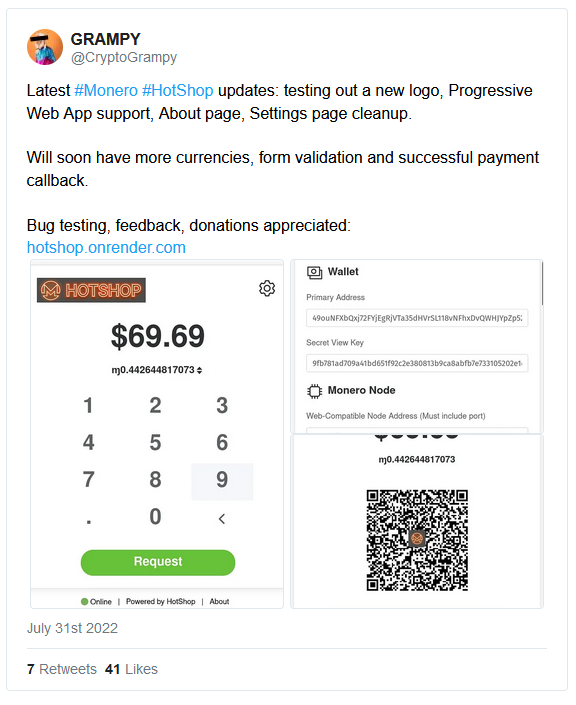 GRAMPY
@CryptoGrampy
Latest #Monero #HotShop updates: testing out a new logo, Progressive
Web App support, About page, Settings page cleanup.
Will soon have more currencies, form validation and successful payment
callback.
Bug testing, feedback, donations appreciated:
hotshop.onrender.com
HOTSHOP
$69.69
ɱ0.442644817073
1 2 3
4 5 6
7 8 9
. 0 <
Request
Online | Powered by HotShop | About
Wallet
Primary Address
49ouNFXbQxj72FYjEgRjVTa35dHVrSL118vNFhxDvQWHJYpZp5
Secret View Key
9fb781ad709a41bd651f92c2e380813b9ca8abfb7e733105202e1
Monero Node
Web-Compatible Node Address (Must include port)
ɱ0.442644817073
July 31st 2022
7 Retweets 41 Likes